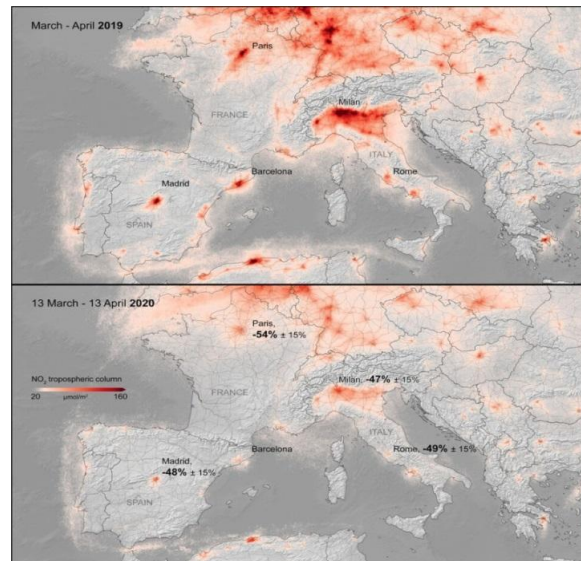 March - April 2019
Paris
FRANCE
Milan
ITALY
Barcelona
Rome
Madrid
SPAIN
13 March - 13 April 2020
Paris,
-54% ± 15%
NO₂ tropospheric column
20 μmol/m² 160
Milan, -47% ± 15%
FRANCE
ITALY
Barcelona
Rome, -49% ± 15%
Madrid,
-48% ± 15%
SPAIN